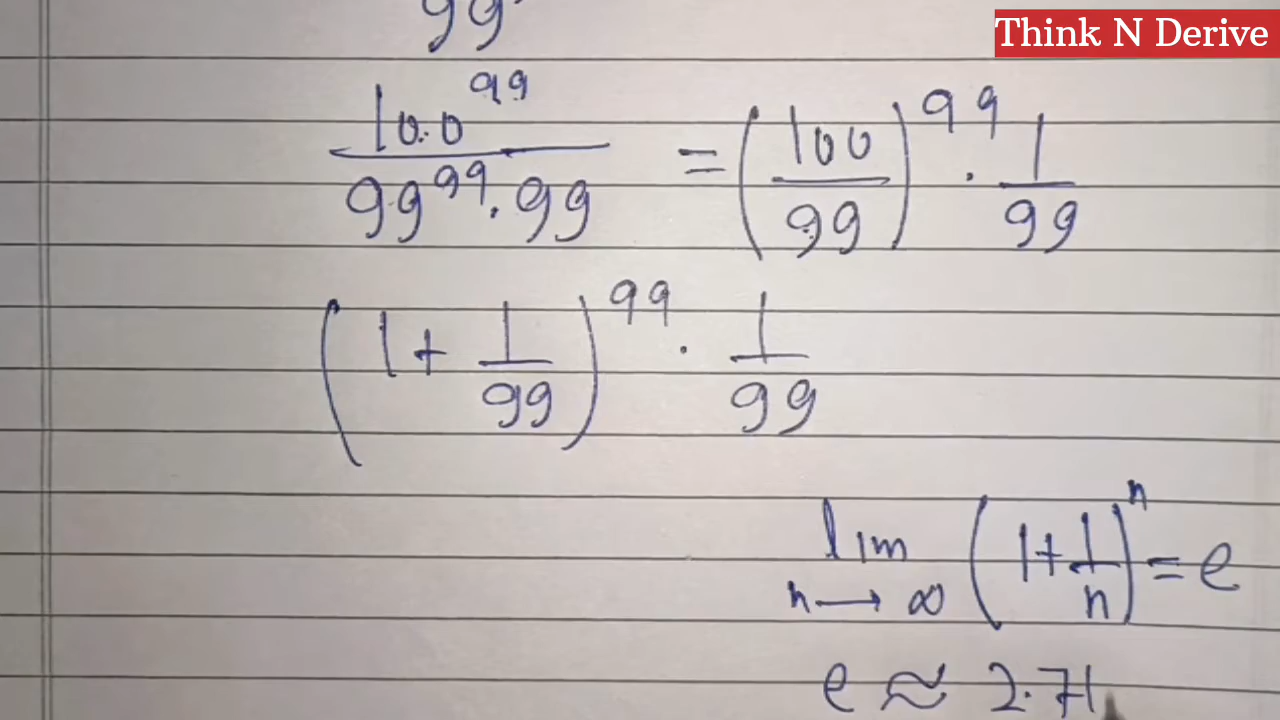 Think N Derive
99
100^99 / 99^99 . 99 = (100/99)^99 . 1/99
(1 + 1/99)^99 . 1/99
lim n → ∞ (1 + 1/n)^n = e
e ≈ 2.71